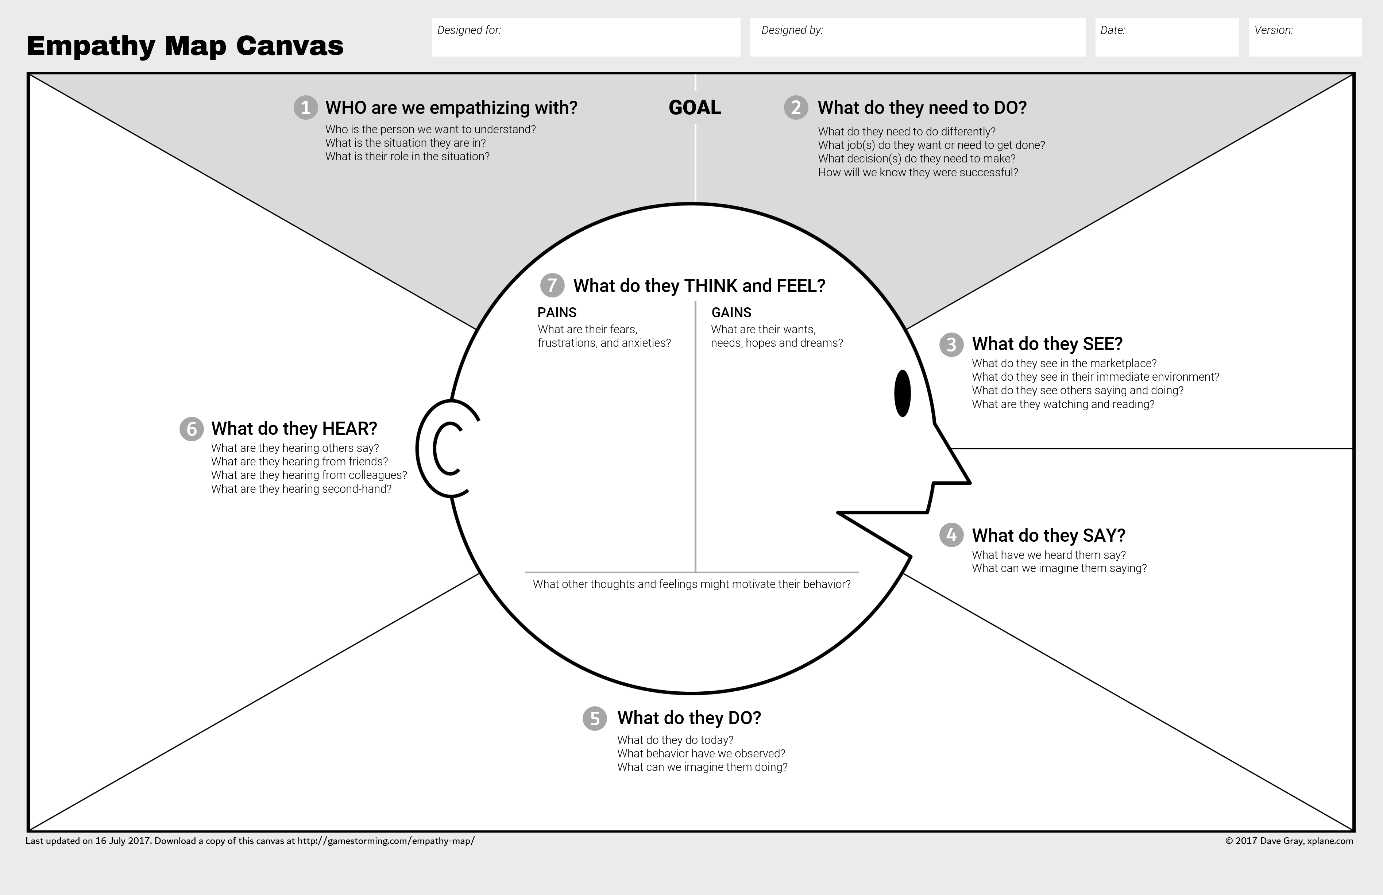 Empathy Map Canvas
Designed for:
Designed by:
Date:
Version:
GOAL
1 WHO are we empathizing with?
Who is the person we want to understand?
What is the situation they are in?
What is their role in the situation?
2 What do they need to DO?
What do they need to do differently?
What job(s) do they want or need to get done?
What decision(s) do they need to make?
How will we know they were successful?
3 What do they SEE?
What do they see in the marketplace?
What do they see in their immediate environment?
What do they see others saying and doing?
What are they watching and reading?
4 What do they SAY?
What have we heard them say?
What can we imagine them saying?
5 What do they DO?
What do they do today?
What behavior have we observed?
What can we imagine them doing?
6 What do they HEAR?
What are they hearing others say?
What are they hearing from friends?
What are they hearing from colleagues?
What are they hearing second-hand?
7 What do they THINK and FEEL?
PAINS
What are their fears,
frustrations, and anxieties?
GAINS
What are their wants,
needs, hopes and dreams?
What other thoughts and feelings might motivate their behavior?
Last updated on 16 July 2017. Download a copy of this canvas at http://gamestorming.com/empathy-map/
© 2017 Dave Gray, xplane.com